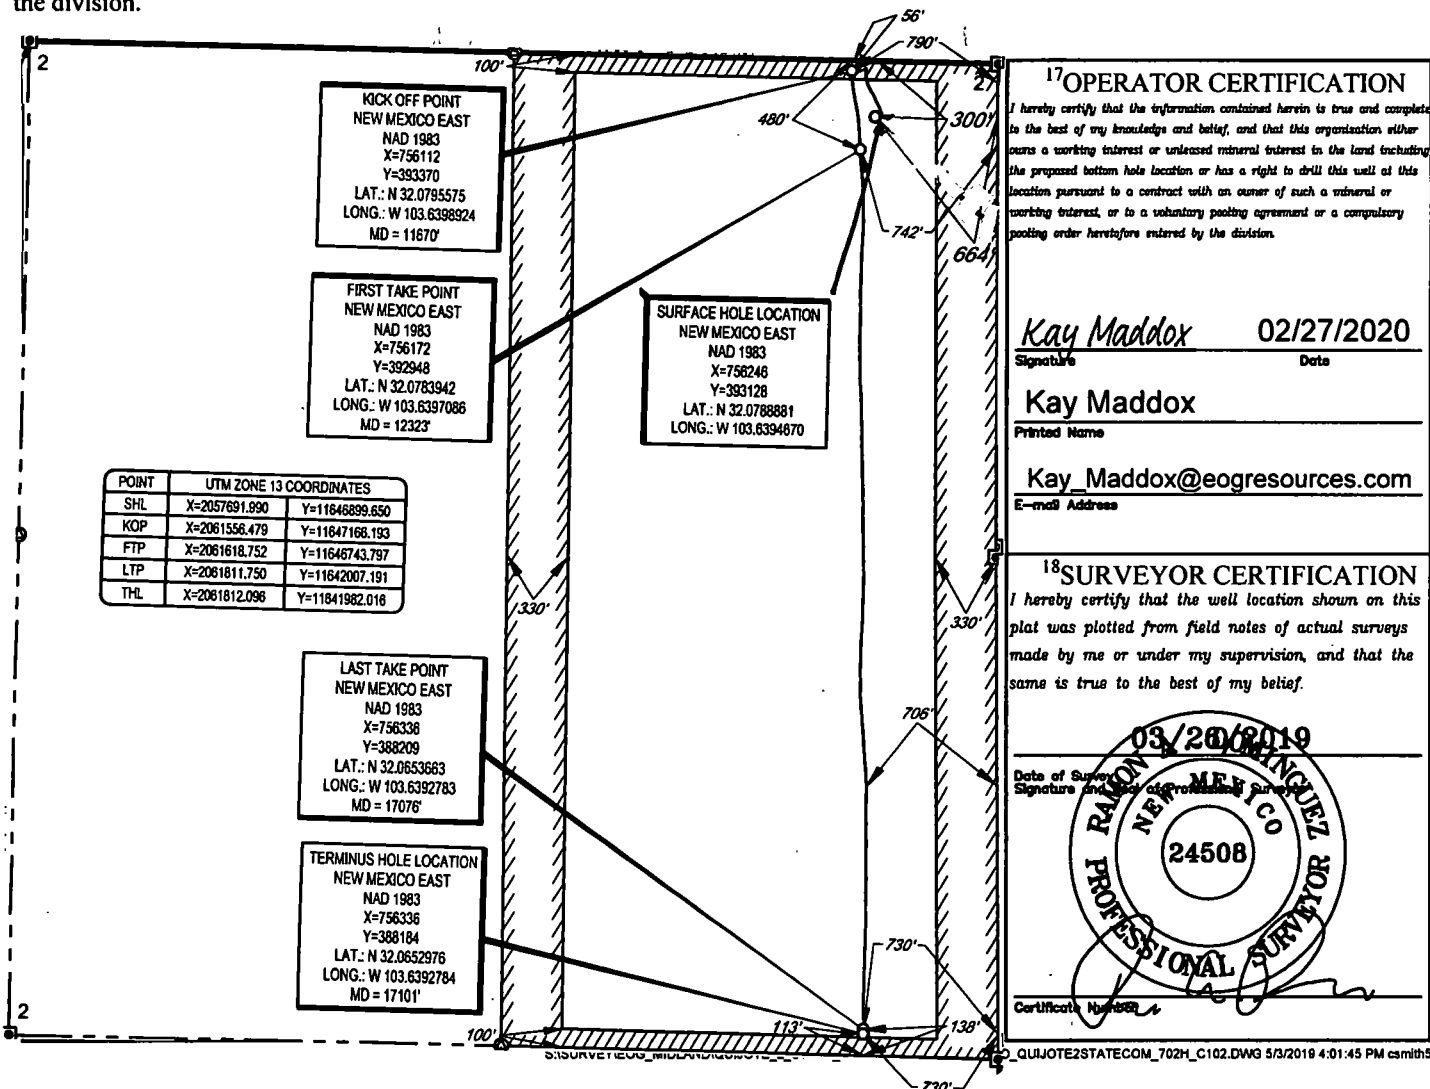 the division.
2
56'
790'
100'
2
480'
300'
742'
664'
KICK OFF POINT
NEW MEXICO EAST
NAD 1983
X=756112
Y=393370
LAT.: N 32.0795575
LONG.: W 103.6398924
MD = 11670'
FIRST TAKE POINT
NEW MEXICO EAST
NAD 1983
X=756172
Y=392948
LAT.: N 32.0783942
LONG.: W 103.6397086
MD = 12323'
SURFACE HOLE LOCATION
NEW MEXICO EAST
NAD 1983
X=756246
Y=393128
LAT.: N 32.0788881
LONG.: W 103.6394670
POINT UTM ZONE 13 COORDINATES
SHL X=2057691.990 Y=11646899.650
KOP X=2061556.479 Y=11647166.193
FTP X=2061618.752 Y=11646743.797
LTP X=2061811.750 Y=11642007.191
THL X=2061812.096 Y=11641982.016
330'
330'
LAST TAKE POINT
NEW MEXICO EAST
NAD 1983
X=756336
Y=388209
LAT.: N 32.0653663
LONG.: W 103.6392783
MD = 17076'
706'
TERMINUS HOLE LOCATION
NEW MEXICO EAST
NAD 1983
X=756336
Y=388184
LAT.: N 32.0652976
LONG.: W 103.6392784
MD = 17101'
730'
2
100'
113'
138'
730'
17OPERATOR CERTIFICATION
I hereby certify that the information contained herein is true and complete
to the best of my knowledge and belief, and that this organization either
owns a working interest or unleased mineral interest in the land including
the proposed bottom hole location or has a right to drill this well at this
location pursuant to a contract with an owner of such a mineral or
working interest, or to a voluntary pooling agreement or a compulsory
pooling order heretofore entered by the division.
Kay Maddox 02/27/2020
Signature Date
Kay Maddox
Printed Name
Kay_Maddox@eogresources.com
E-mail Address
18SURVEYOR CERTIFICATION
I hereby certify that the well location shown on this
plat was plotted from field notes of actual surveys
made by me or under my supervision, and that the
same is true to the best of my belief.
03/26/2019
Date of Survey
Signature and Seal of Professional Surveyor
RAMON A. DOMINGUEZ
NEW MEXICO
24508
PROFESSIONAL SURVEYOR
Certificate Number
_QUIJOTE2STATECOM_702H_C102.DWG 5/3/2019 4:01:45 PM csmith5